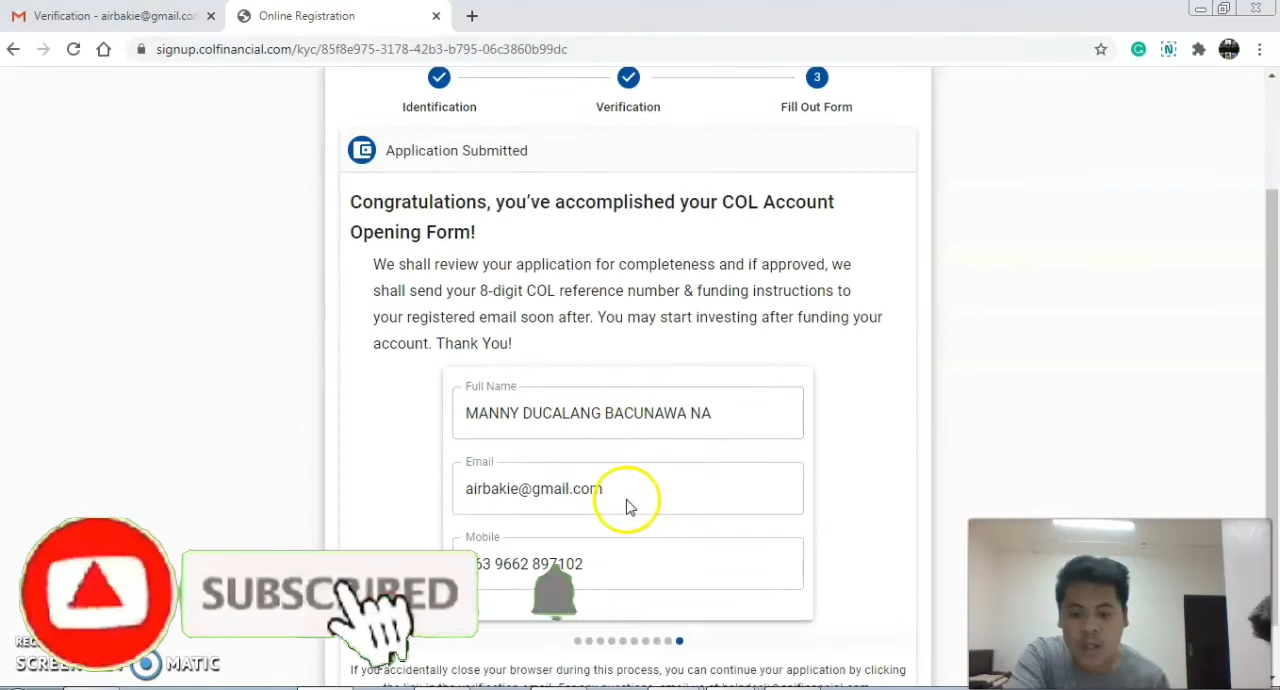 Verification - airbakie@gmail.co
Online Registration
signup.colfinancial.com/kyc/85f8e975-3178-42b3-b795-06c3860b99dc
3
Identification
Verification
Fill Out Form
Application Submitted
Congratulations, you've accomplished your COL Account
Opening Form!
We shall review your application for completeness and if approved, we
shall send your 8-digit COL reference number & funding instructions to
your registered email soon after. You may start investing after funding your
account. Thank You!
Full Name
MANNY DUCALANG BACUNAWA NA
Email
airbakie@gmail.com
Mobile
63 9662 897102
SUBSCRIBED
If you accidentally close your browser during this process, you can continue your application by clicking